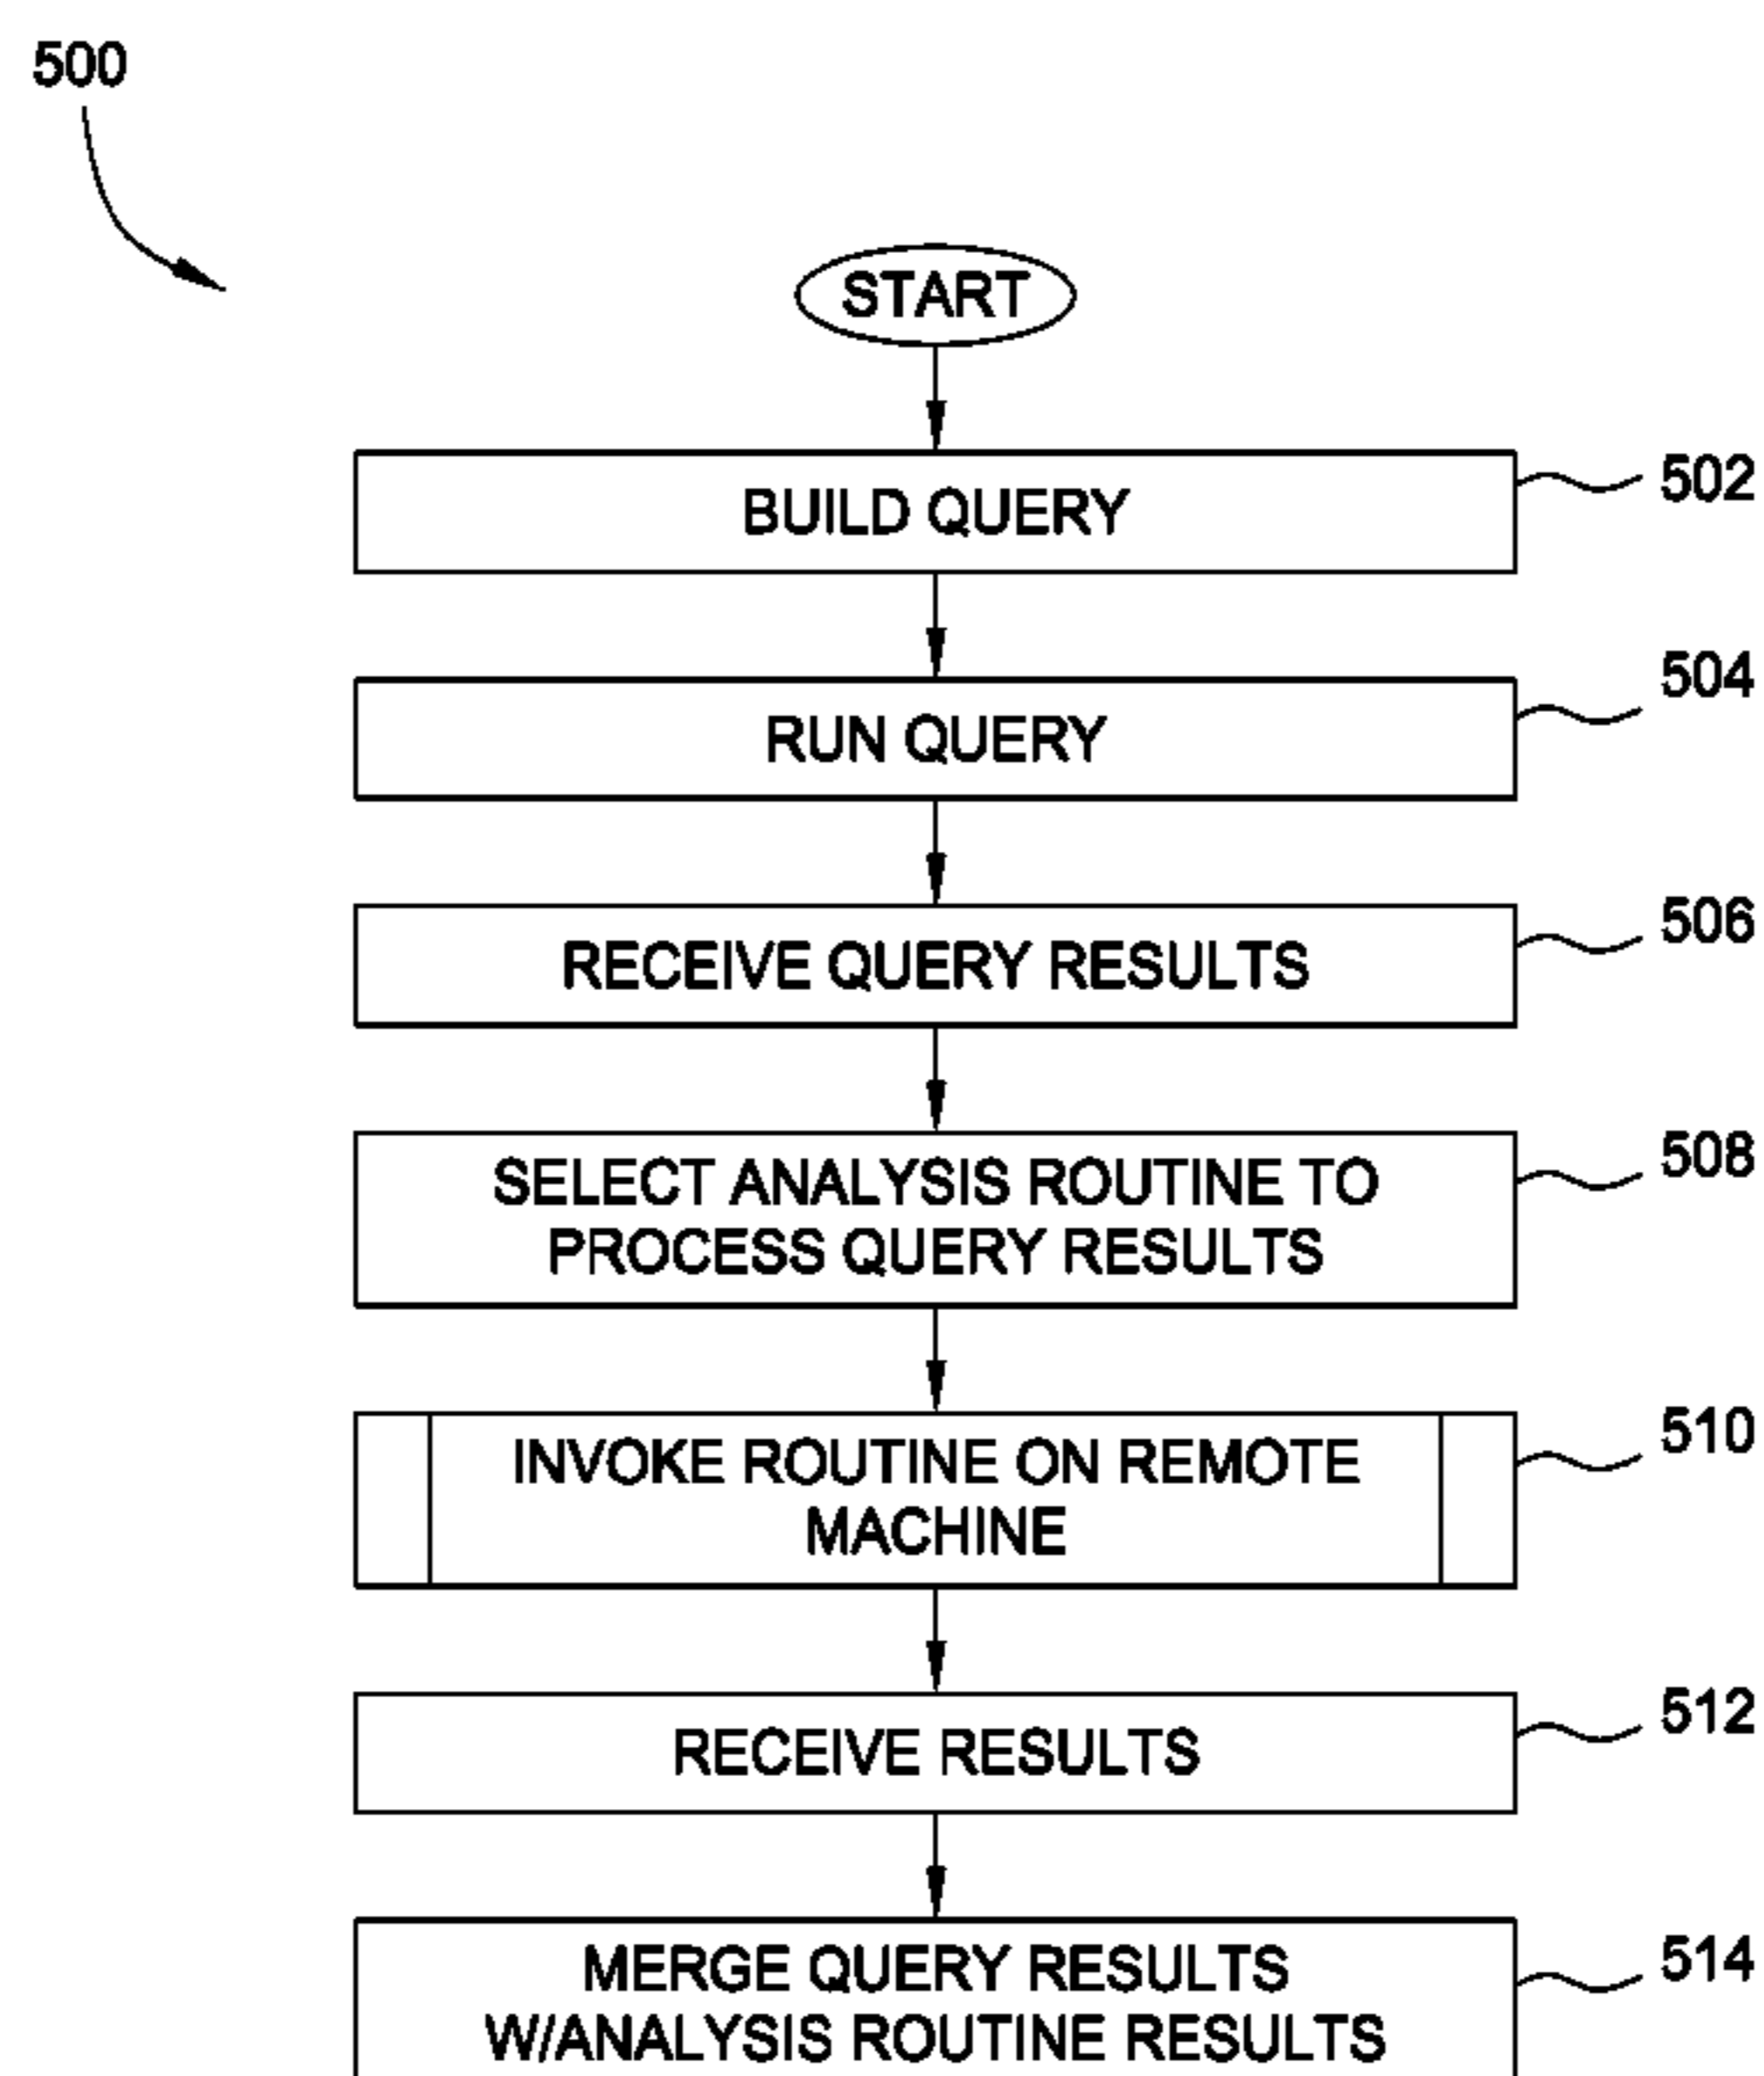 500
START
BUILD QUERY
502
RUN QUERY
504
RECEIVE QUERY RESULTS
506
SELECT ANALYSIS ROUTINE TO
PROCESS QUERY RESULTS
508
INVOKE ROUTINE ON REMOTE
MACHINE
510
RECEIVE RESULTS
512
MERGE QUERY RESULTS
W/ANALYSIS ROUTINE RESULTS
514